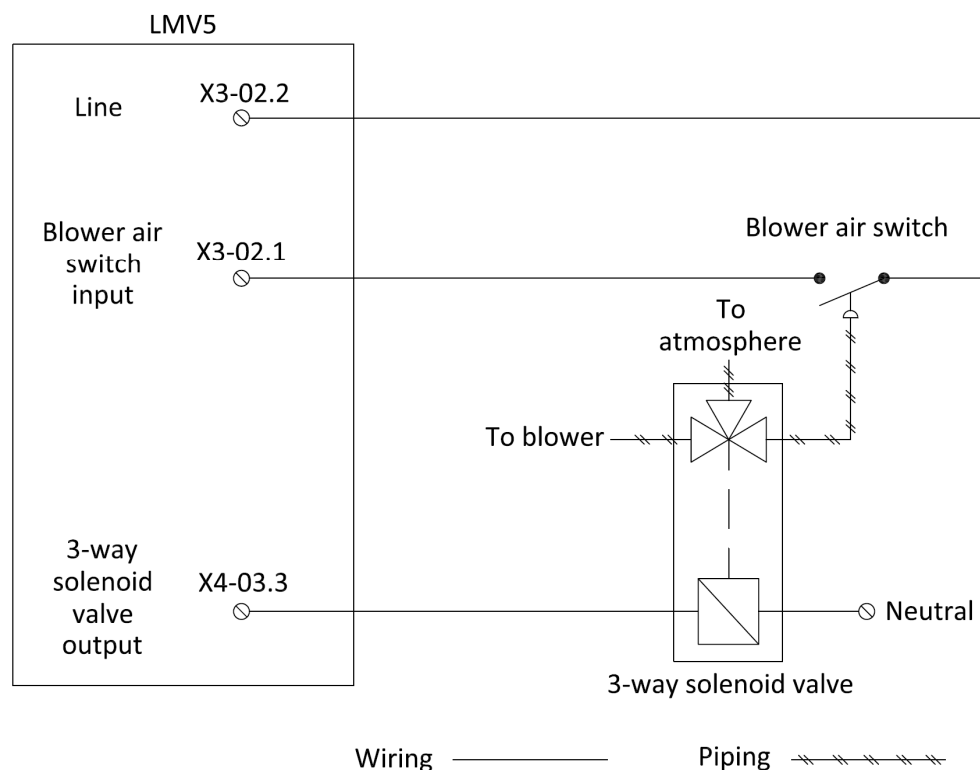 LMV5
Line
X3-02.2
Blower air
switch
input
X3-02.1
Blower air switch
To
atmosphere
To blower
3-way
solenoid
valve
output
X4-03.3
Neutral
3-way solenoid valve
Wiring
Piping